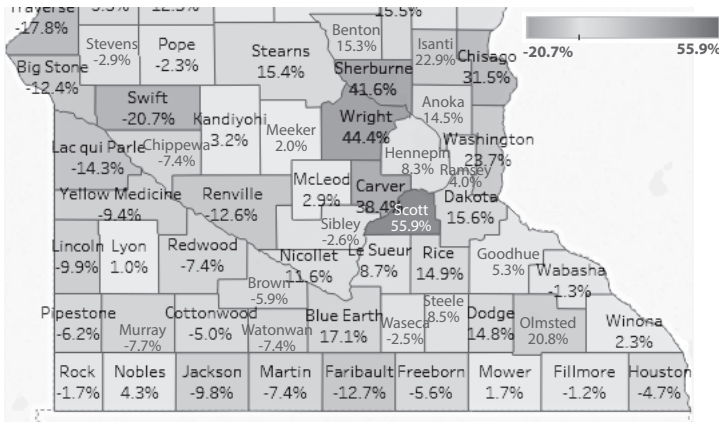 Traverse
-17.8%
15.5%
Stevens
-2.9%
Pope
-2.3%
Stearns
15.4%
Benton
15.3%
Isanti
22.9%
Chisago
31.5%
-20.7%
55.9%
Big Stone
-12.4%
Swift
-20.7%
Kandiyohi
3.2%
Meeker
2.0%
Sherburne
41.6%
Wright
44.4%
Anoka
14.5%
Hennepin
8.3%
Ramsey
4.0%
Washington
23.7%
Lac qui Parle
-14.3%
Chippewa
-7.4%
Yellow Medicine
-9.4%
Renville
-12.6%
McLeod
2.9%
Carver
38.4%
Scott
55.9%
Dakota
15.6%
Sibley
-2.6%
Lincoln
-9.9%
Lyon
1.0%
Redwood
-7.4%
Nicollet
11.6%
Le Sueur
8.7%
Rice
14.9%
Goodhue
5.3%
Wabasha
-1.3%
Brown
-5.9%
Pipestone
-6.2%
Murray
-7.7%
Cottonwood
-5.0%
Watonwan
-7.4%
Blue Earth
17.1%
Waseca
-2.5%
Steele
8.5%
Dodge
14.8%
Olmsted
20.8%
Winona
2.3%
Rock
-1.7%
Nobles
4.3%
Jackson
-9.8%
Martin
-7.4%
Faribault
-12.7%
Freeborn
-5.6%
Mower
1.7%
Fillmore
-1.2%
Houston
-4.7%